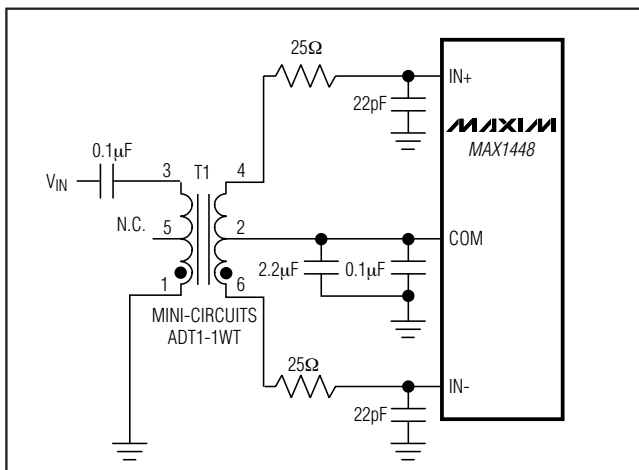 25Ω
IN+
22pF
MAXIM
MAX1448
0.1μF
3
T1
4
VIN
N.C.
5
2
COM
2.2μF
0.1μF
1
6
MINI-CIRCUITS
ADT1-1WT
25Ω
IN-
22pF